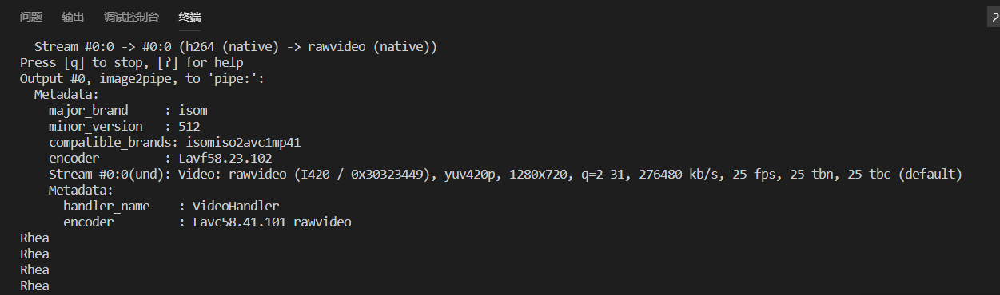 问题 输出 调试控制台 终端 2
Stream #0:0 -> #0:0 (h264 (native) -> rawvideo (native))
Press [q] to stop, [?] for help
Output #0, image2pipe, to 'pipe:':
Metadata:
major_brand : isom
minor_version : 512
compatible_brands: isomiso2avc1mp41
encoder : Lavf58.23.102
Stream #0:0(und): Video: rawvideo (I420 / 0x30323449), yuv420p, 1280x720, q=2-31, 276480 kb/s, 25 fps, 25 tbn, 25 tbc (default)
Metadata:
handler_name : VideoHandler
encoder : Lavc58.41.101 rawvideo
Rhea
Rhea
Rhea
Rhea